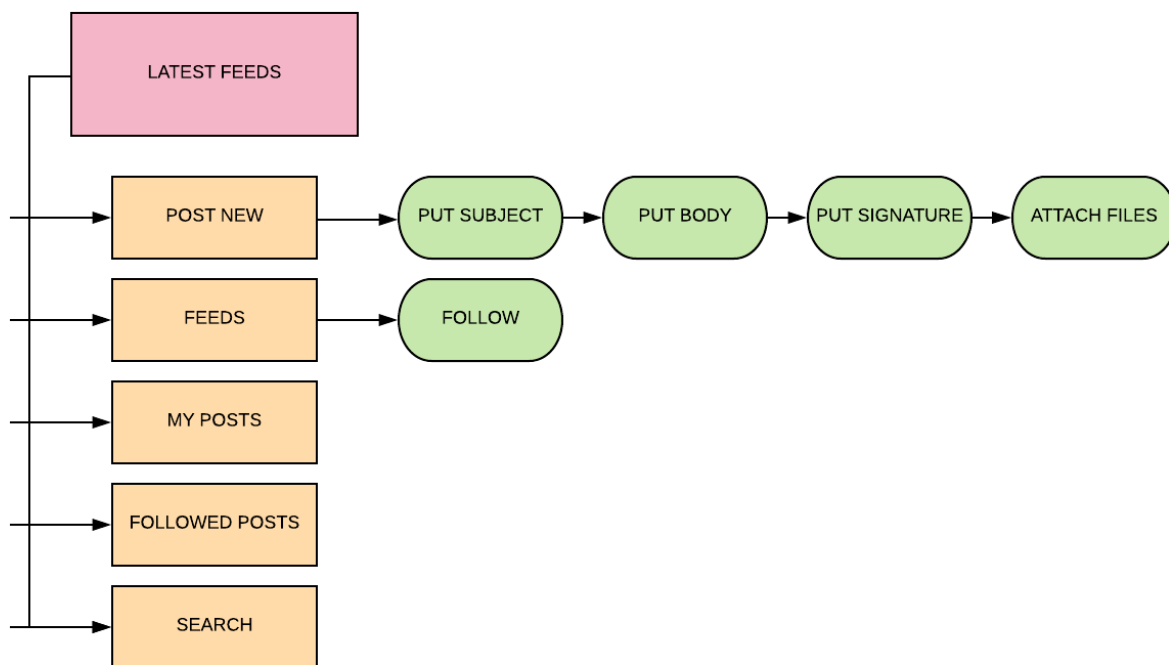 LATEST FEEDS
POST NEW
PUT SUBJECT
PUT BODY
PUT SIGNATURE
ATTACH FILES
FEEDS
FOLLOW
MY POSTS
FOLLOWED POSTS
SEARCH